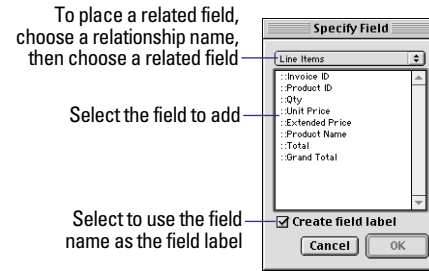 To place a related field,
choose a relationship name,
then choose a related field
Select the field to add
Select to use the field
name as the field label
Specify Field
Line Items
::Invoice ID
::Product ID
::Qty
::Unit Price
::Extended Price
::Product Name
::Total
::Grand Total
Create field label
Cancel
OK